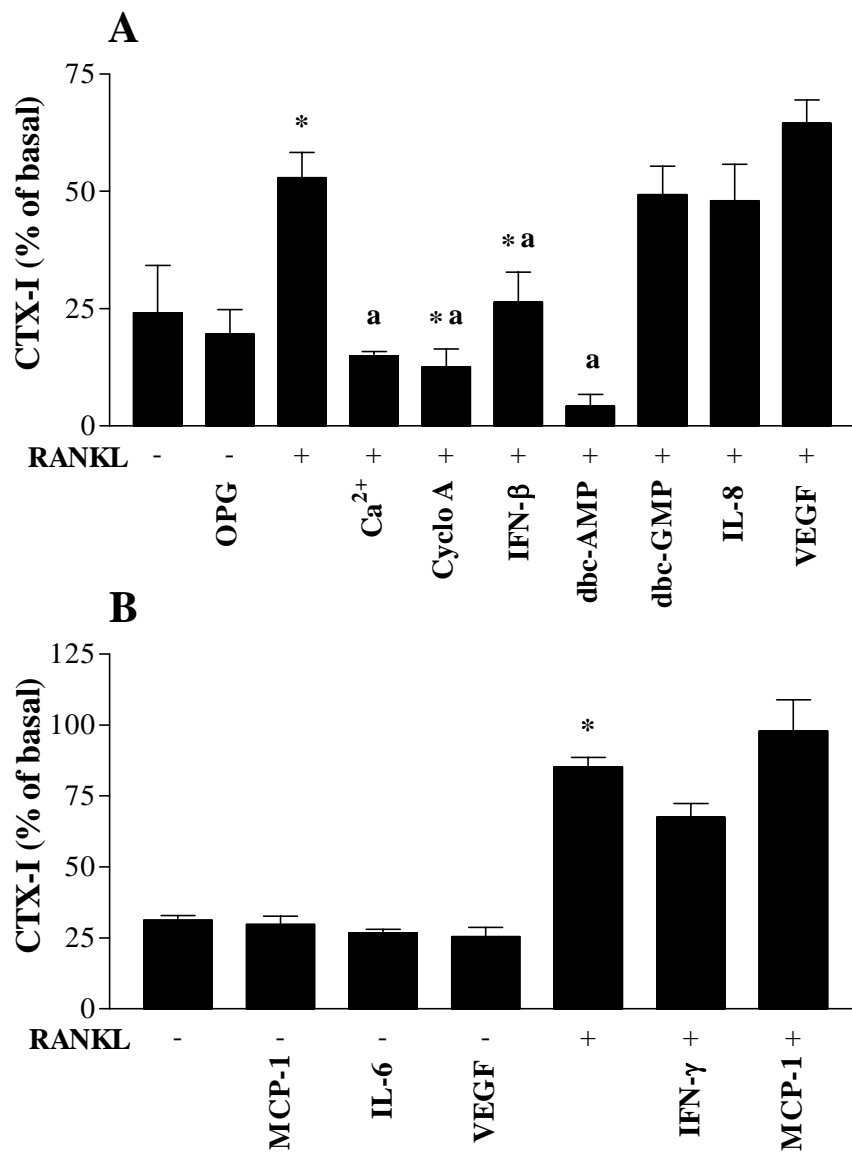 A
CTX-I (% of basal)
75
50
25
0
*
a
* a
* a
a
RANKL - - + + + + + + + +
OPG
Ca²⁺
Cyclo A
IFN-β
dbc-AMP
dbc-GMP
IL-8
VEGF
B
CTX-I (% of basal)
125
100
75
50
25
0
*
RANKL - - - - + + +
MCP-1
IL-6
VEGF
IFN-γ
MCP-1